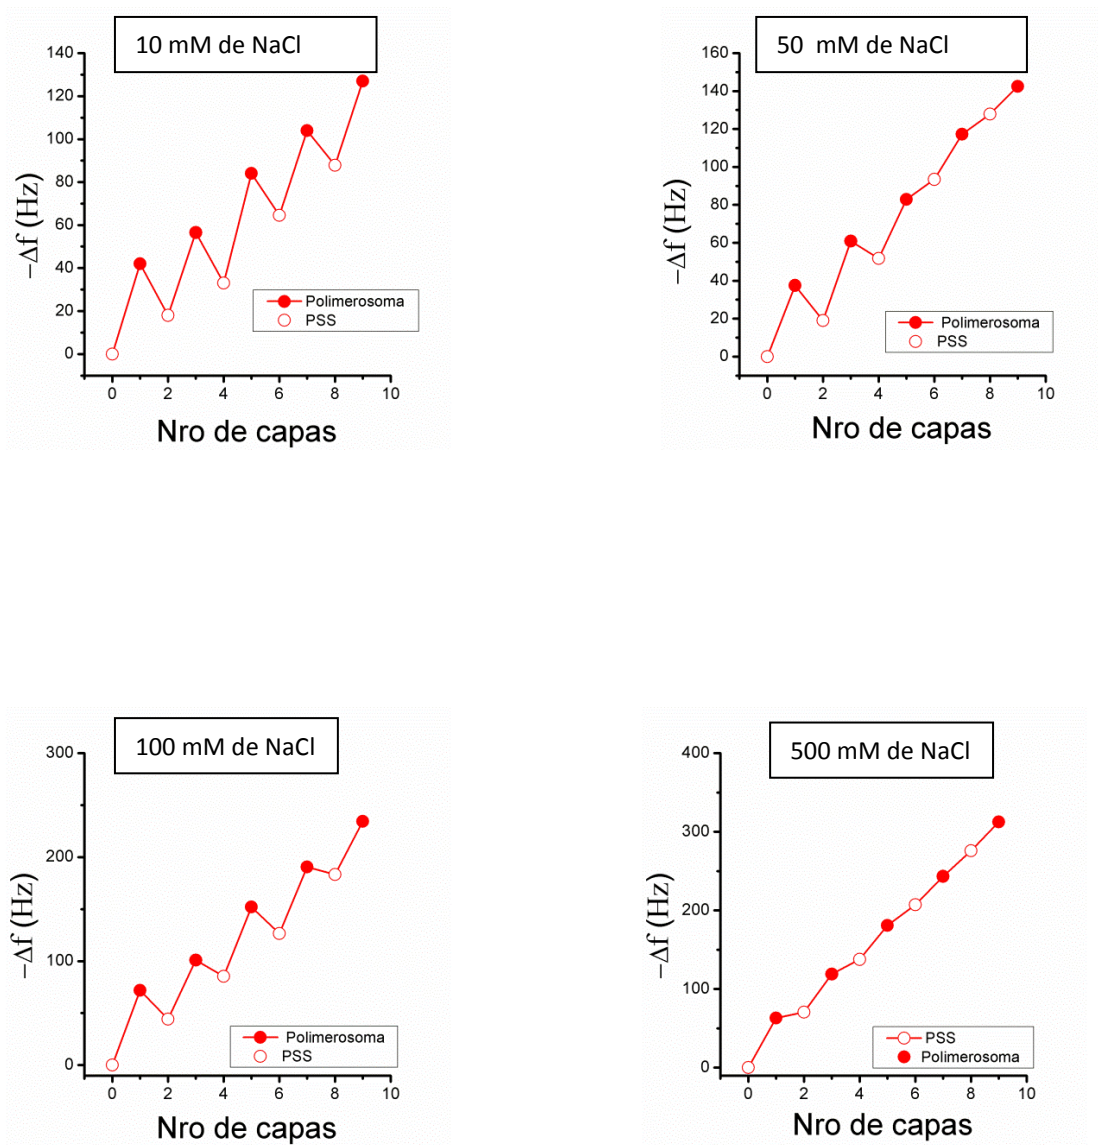 10 mM de NaCl
140
120
100
80
60
40
20
0
−Δf (Hz)
Polimerosoma
PSS
0 2 4 6 8 10
Nro de capas
50 mM de NaCl
160
140
120
100
80
60
40
20
0
−Δf (Hz)
Polimerosoma
PSS
0 2 4 6 8 10
Nro de capas
100 mM de NaCl
300
200
100
0
−Δf (Hz)
Polimerosoma
PSS
0 2 4 6 8 10
Nro de capas
500 mM de NaCl
400
300
200
100
0
−Δf (Hz)
PSS
Polimerosoma
0 2 4 6 8 10
Nro de capas